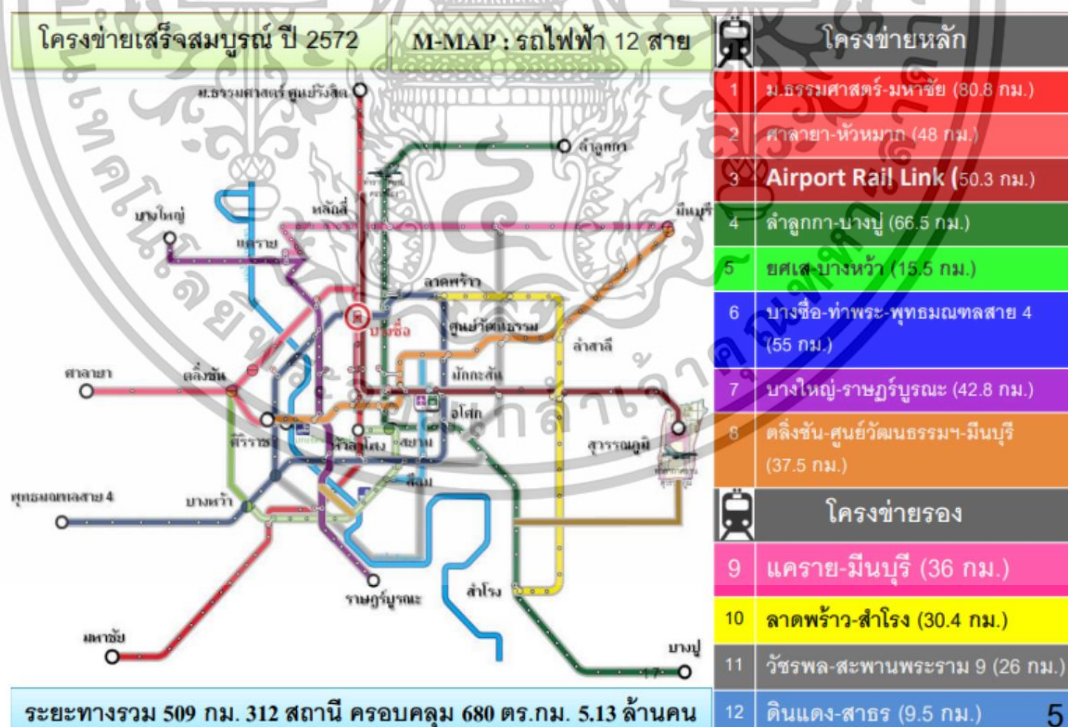 โครงข่ายเสร็จสมบูรณ์ ปี 2572
M-MAP : รถไฟฟ้า 12 สาย
ม.ธรรมศาสตร์ ศูนย์รังสิต
ลำลูกกา
บางใหญ่
หลักสี่
มีนบุรี
แคราย
ลาดพร้าว
บางซื่อ
ศูนย์วัฒนธรรม
ลำสาลี
ศาลายา
ตลิ่งชัน
มักกะสัน
อโศก
ศิริราช
หัวลำโพง
สยาม
สุวรรณภูมิ
สีลม
พุทธมณฑลสาย 4
บางหว้า
ราษฎร์บูรณะ
สำโรง
มหาชัย
บางปู
17
ระยะทางรวม 509 กม. 312 สถานี ครอบคลุม 680 ตร.กม. 5.13 ล้านคน
โครงข่ายหลัก
1 ม.ธรรมศาสตร์-มหาชัย (80.8 กม.)
2 ศาลายา-หัวหมาก (48 กม.)
3 Airport Rail Link (50.3 กม.)
4 ลำลูกกา-บางปู (66.5 กม.)
5 ยศเส-บางหว้า (15.5 กม.)
6 บางซื่อ-ท่าพระ-พุทธมณฑลสาย 4
(55 กม.)
7 บางใหญ่-ราษฎร์บูรณะ (42.8 กม.)
8 ตลิ่งชัน-ศูนย์วัฒนธรรมฯ-มีนบุรี
(37.5 กม.)
โครงข่ายรอง
9 แคราย-มีนบุรี (36 กม.)
10 ลาดพร้าว-สำโรง (30.4 กม.)
11 วัชรพล-สะพานพระราม 9 (26 กม.)
12 ดินแดง-สาธร (9.5 กม.)
5